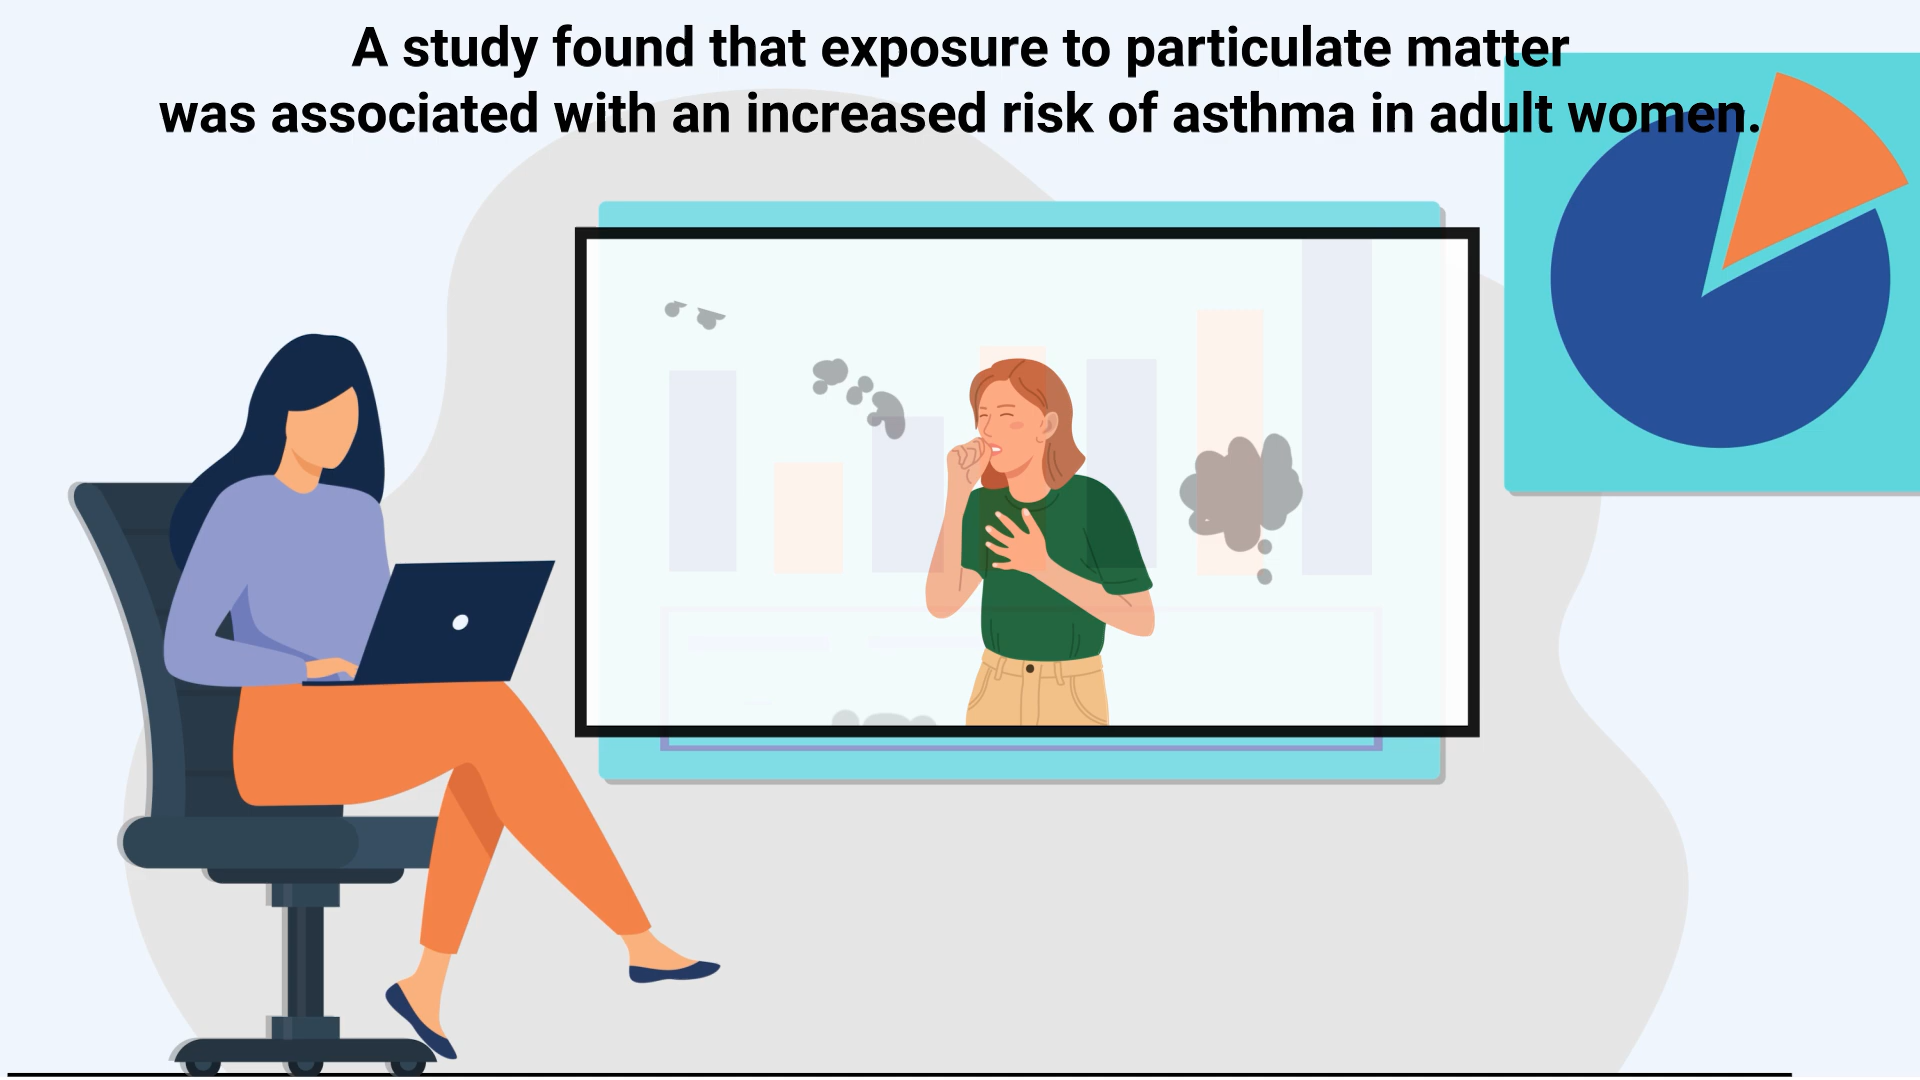 A study found that exposure to particulate matter
was associated with an increased risk of asthma in adult women.